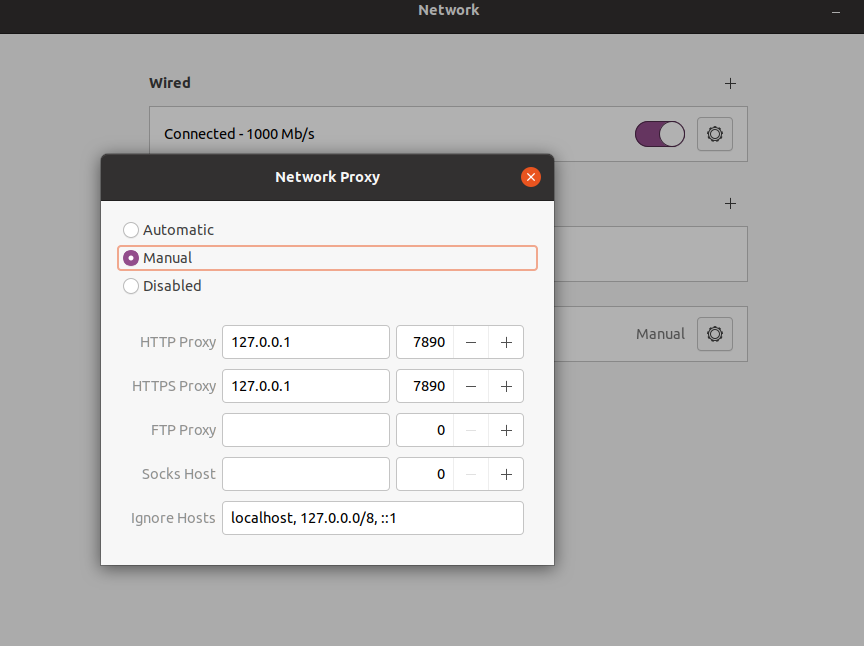 Network
Wired
Connected - 1000 Mb/s
Network Proxy
Automatic
Manual
Disabled
HTTP Proxy 127.0.0.1 7890
HTTPS Proxy 127.0.0.1 7890
FTP Proxy 0
Socks Host 0
Ignore Hosts localhost, 127.0.0.0/8, ::1
Manual